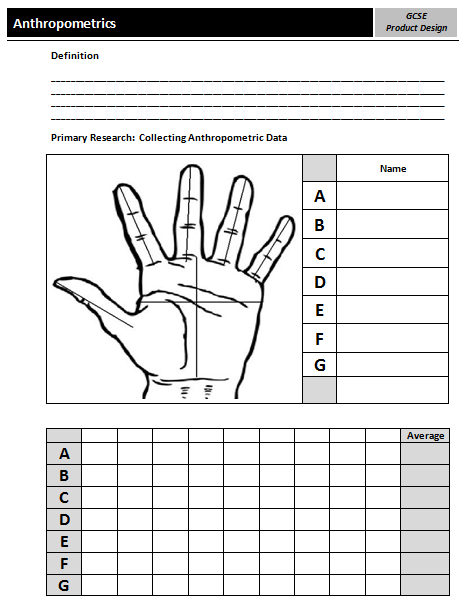 Anthropometrics
GCSE
Product Design
Definition
Primary Research: Collecting Anthropometric Data
Name
A
B
C
D
E
F
G
Average
A
B
C
D
E
F
G